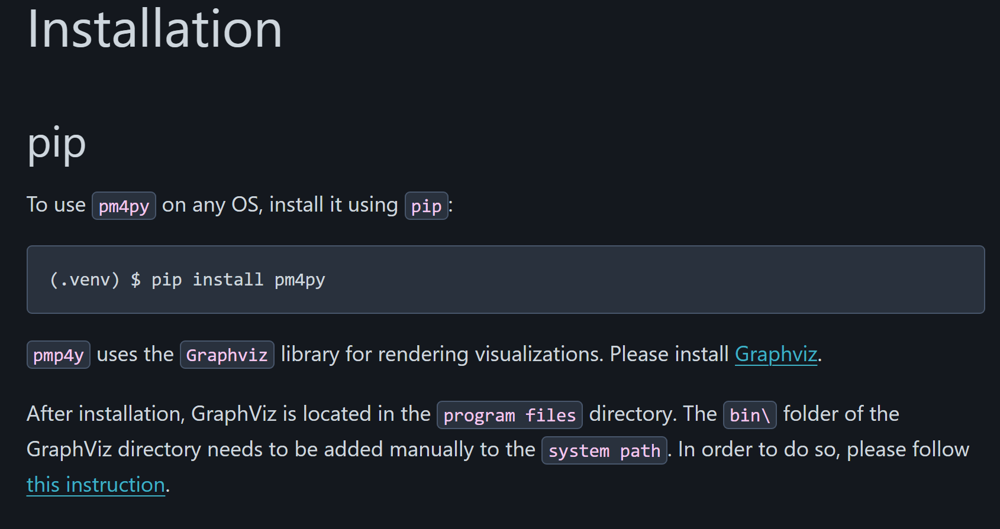 Installation
pip
To use pm4py on any OS, install it using pip:
(.venv) $ pip install pm4py
pmp4y uses the Graphviz library for rendering visualizations. Please install Graphviz.
After installation, GraphViz is located in the program files directory. The bin\ folder of the
GraphViz directory needs to be added manually to the system path. In order to do so, please follow
this instruction.